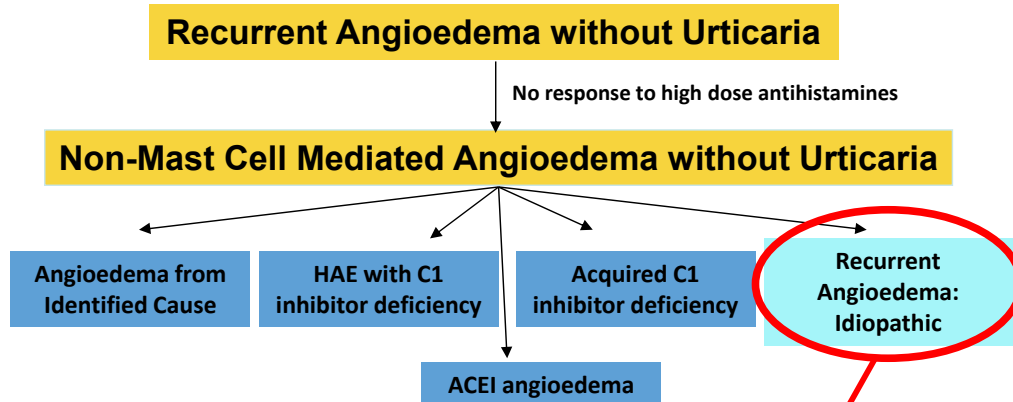 Recurrent Angioedema without Urticaria
No response to high dose antihistamines
Non-Mast Cell Mediated Angioedema without Urticaria
Angioedema from
Identified Cause
HAE with C1
inhibitor deficiency
Acquired C1
inhibitor deficiency
Recurrent
Angioedema:
Idiopathic
ACEI angioedema